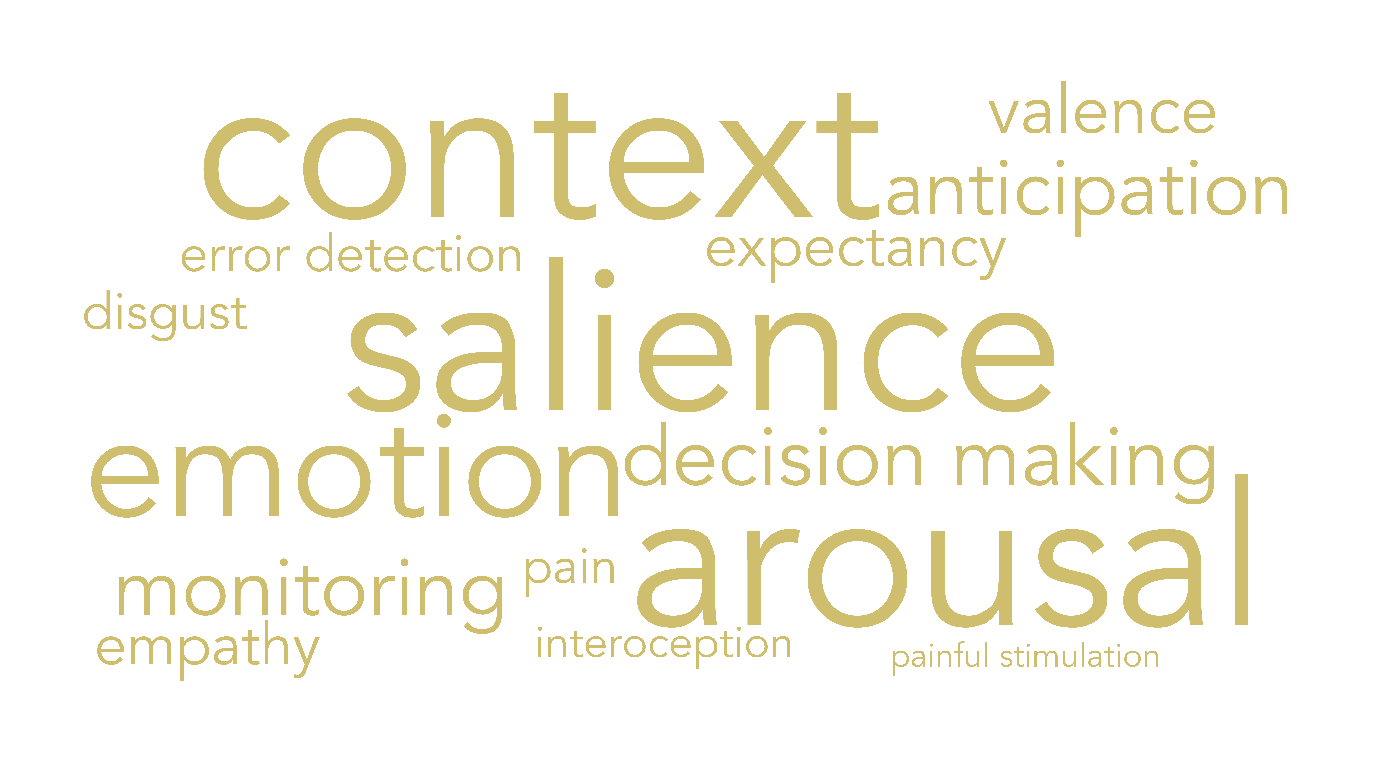 context
valence
anticipation
error detection
expectancy
disgust
salience
emotion
decision making
arousal
monitoring
pain
empathy
interoception
painful stimulation